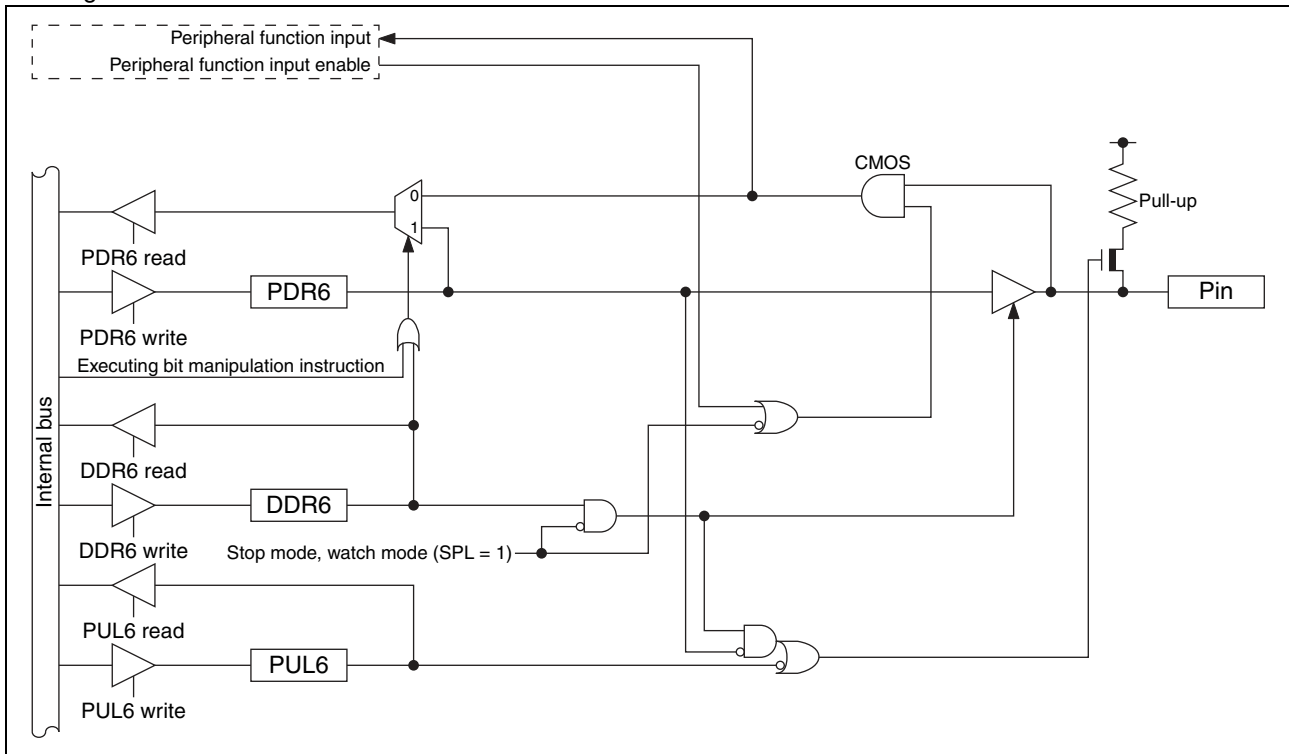 Peripheral function input
Peripheral function input enable
CMOS
0
Pull-up
1
PDR6 read
PDR6
Pin
PDR6 write
Executing bit manipulation instruction
Internal bus
DDR6 read
DDR6
DDR6 write
Stop mode, watch mode (SPL = 1)
PUL6 read
PUL6
PUL6 write